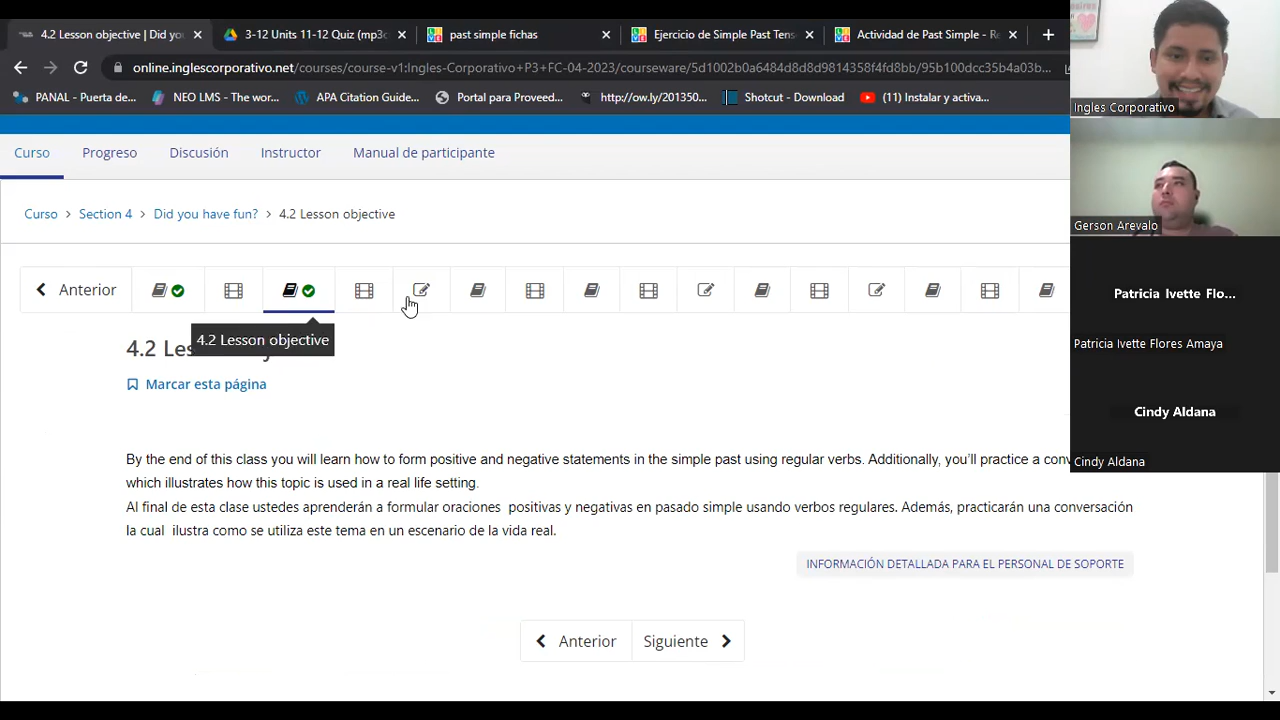 4.2 Lesson objective | Did you
3-12 Units 11-12 Quiz (mp3c
past simple fichas
Ejercicio de Simple Past Tens
Actividad de Past Simple - Re
online.inglescorporativo.net/courses/course-v1:Ingles-Corporativo+P3+EC-04-2023/courseware/5d1002b0a6484d8d8d9814358f4fd8bb/95b100dcc35b4a03b...
PANAL - Puerta de...
NEO LMS - The wor...
APA Citation Guide...
Portal para Proveed...
http://ow.ly/201350...
Shotcut - Download
(11) Instalar y activa...
Curso
Progreso
Discusión
Instructor
Manual de participante
Curso > Section 4 > Did you have fun? > 4.2 Lesson objective
Anterior
4.2 Lesson objective
4.2 Les
Marcar esta página
By the end of this class you will learn how to form positive and negative statements in the simple past using regular verbs. Additionally, you'll practice a conv
which illustrates how this topic is used in a real life setting.
Al final de esta clase ustedes aprenderán a formular oraciones positivas y negativas en pasado simple usando verbos regulares. Además, practicarán una conversación
la cual ilustra como se utiliza este tema en un escenario de la vida real.
INFORMACIÓN DETALLADA PARA EL PERSONAL DE SOPORTE
Anterior
Siguiente
Ingles Corporativo
Gerson Arevalo
Patricia Ivette Flo...
Patricia Ivette Flores Amaya
Cindy Aldana
Cindy Aldana